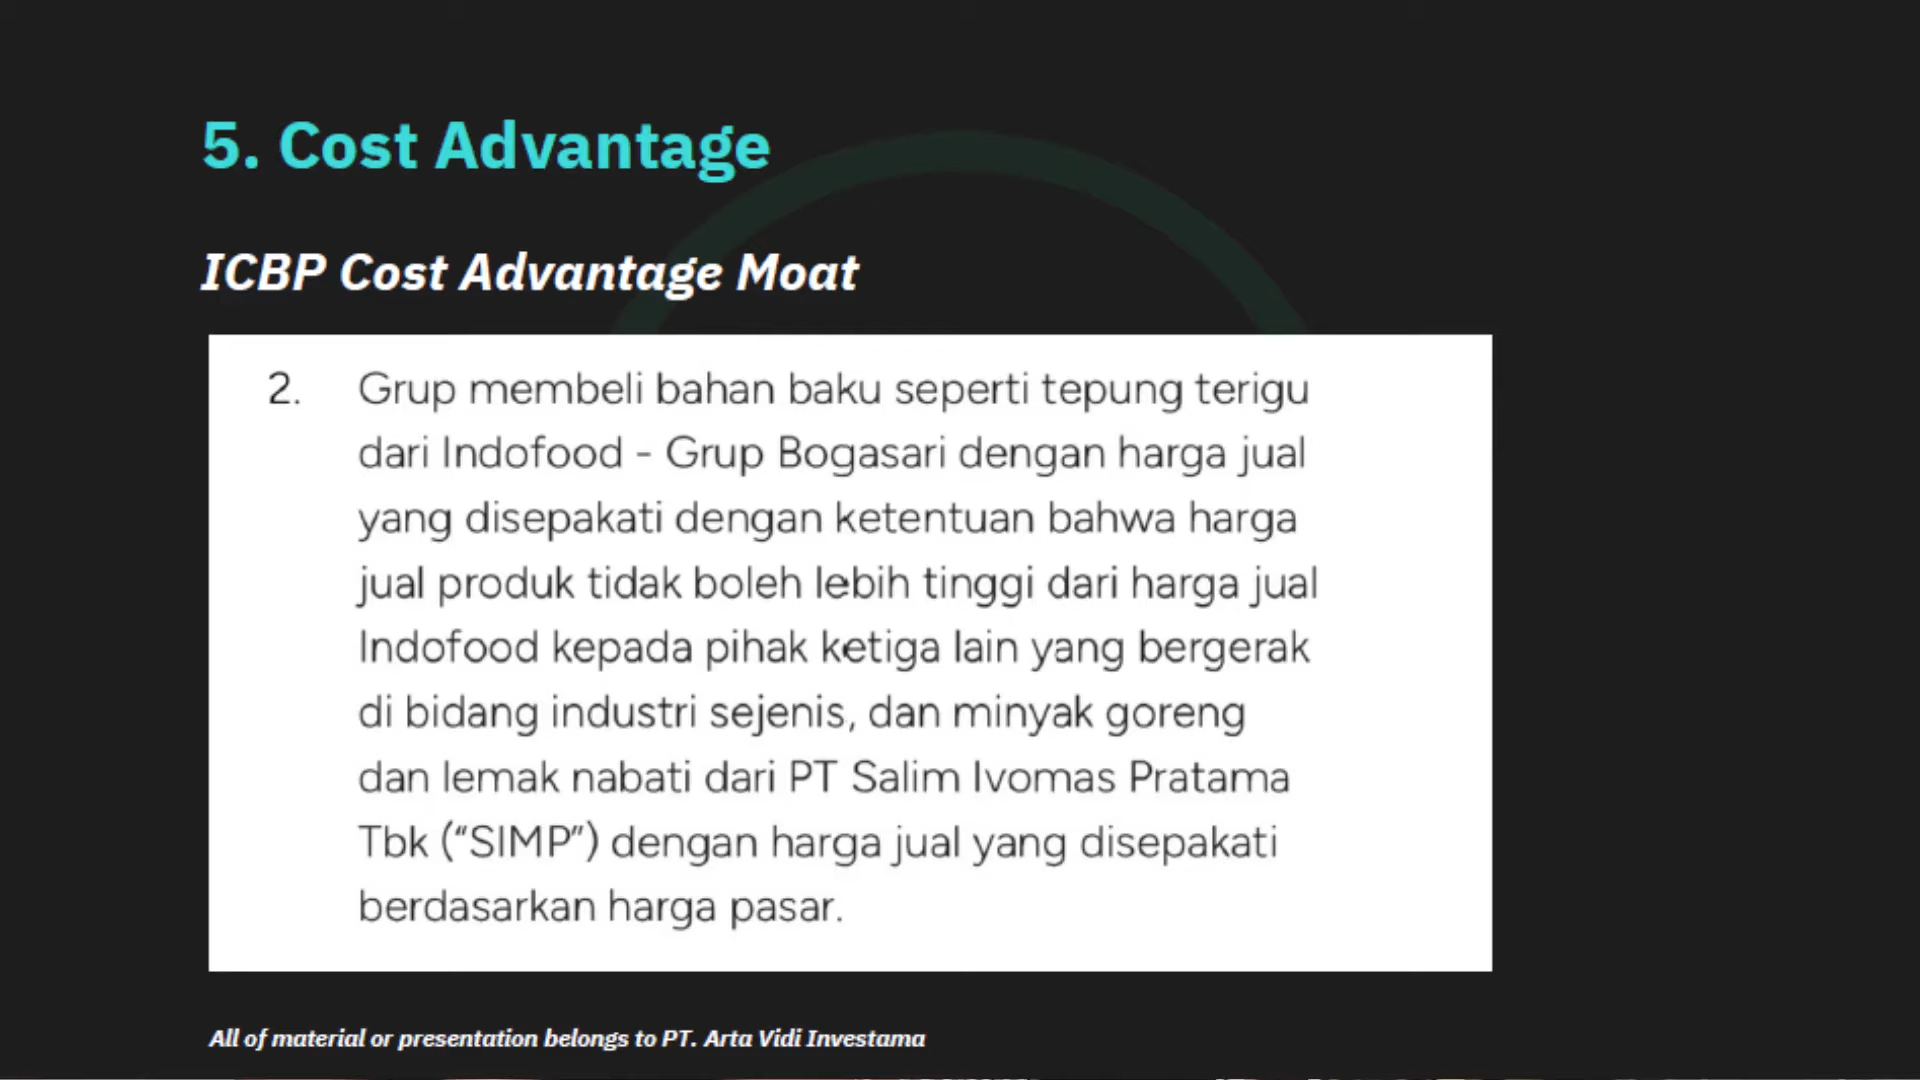 5. Cost Advantage
ICBP Cost Advantage Moat
2. Grup membeli bahan baku seperti tepung terigu
dari Indofood - Grup Bogasari dengan harga jual
yang disepakati dengan ketentuan bahwa harga
jual produk tidak boleh lebih tinggi dari harga jual
Indofood kepada pihak ketiga lain yang bergerak
di bidang industri sejenis, dan minyak goreng
dan lemak nabati dari PT Salim Ivomas Pratama
Tbk (“SIMP”) dengan harga jual yang disepakati
berdasarkan harga pasar.
All of material or presentation belongs to PT. Arta Vidi Investama